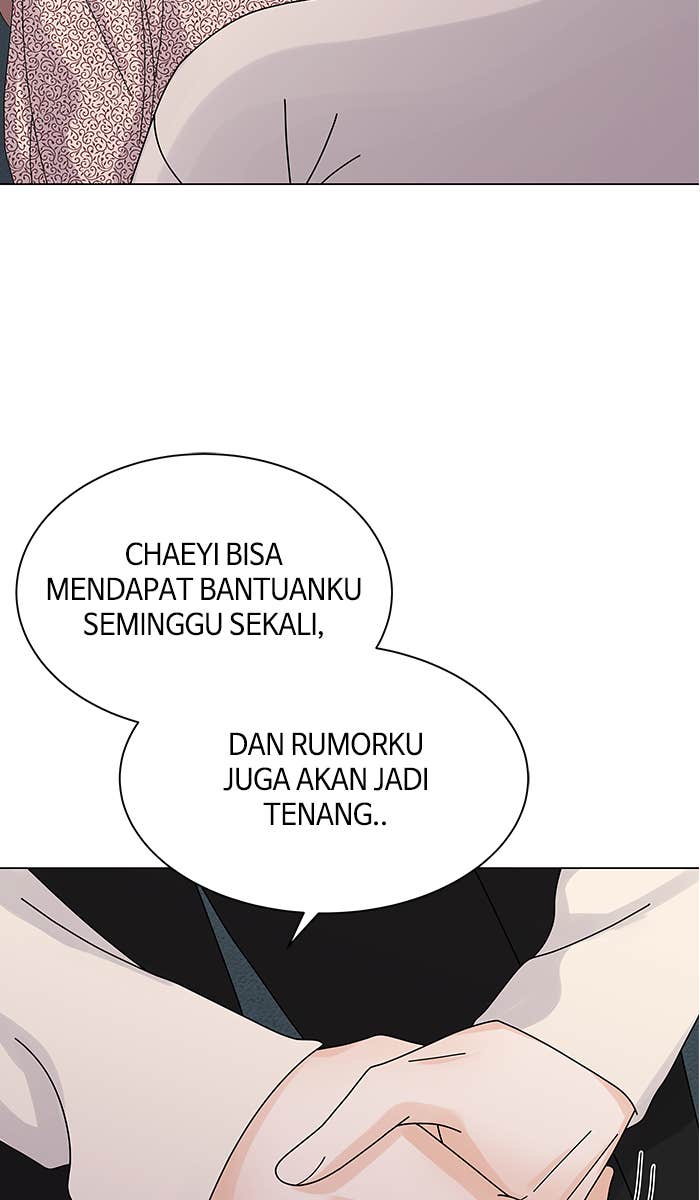 CHAEYI BISA
MENDAPAT BANTUANKU
SEMINGGU SEKALI,
DAN RUMORKU
JUGA AKAN JADI
TENANG..